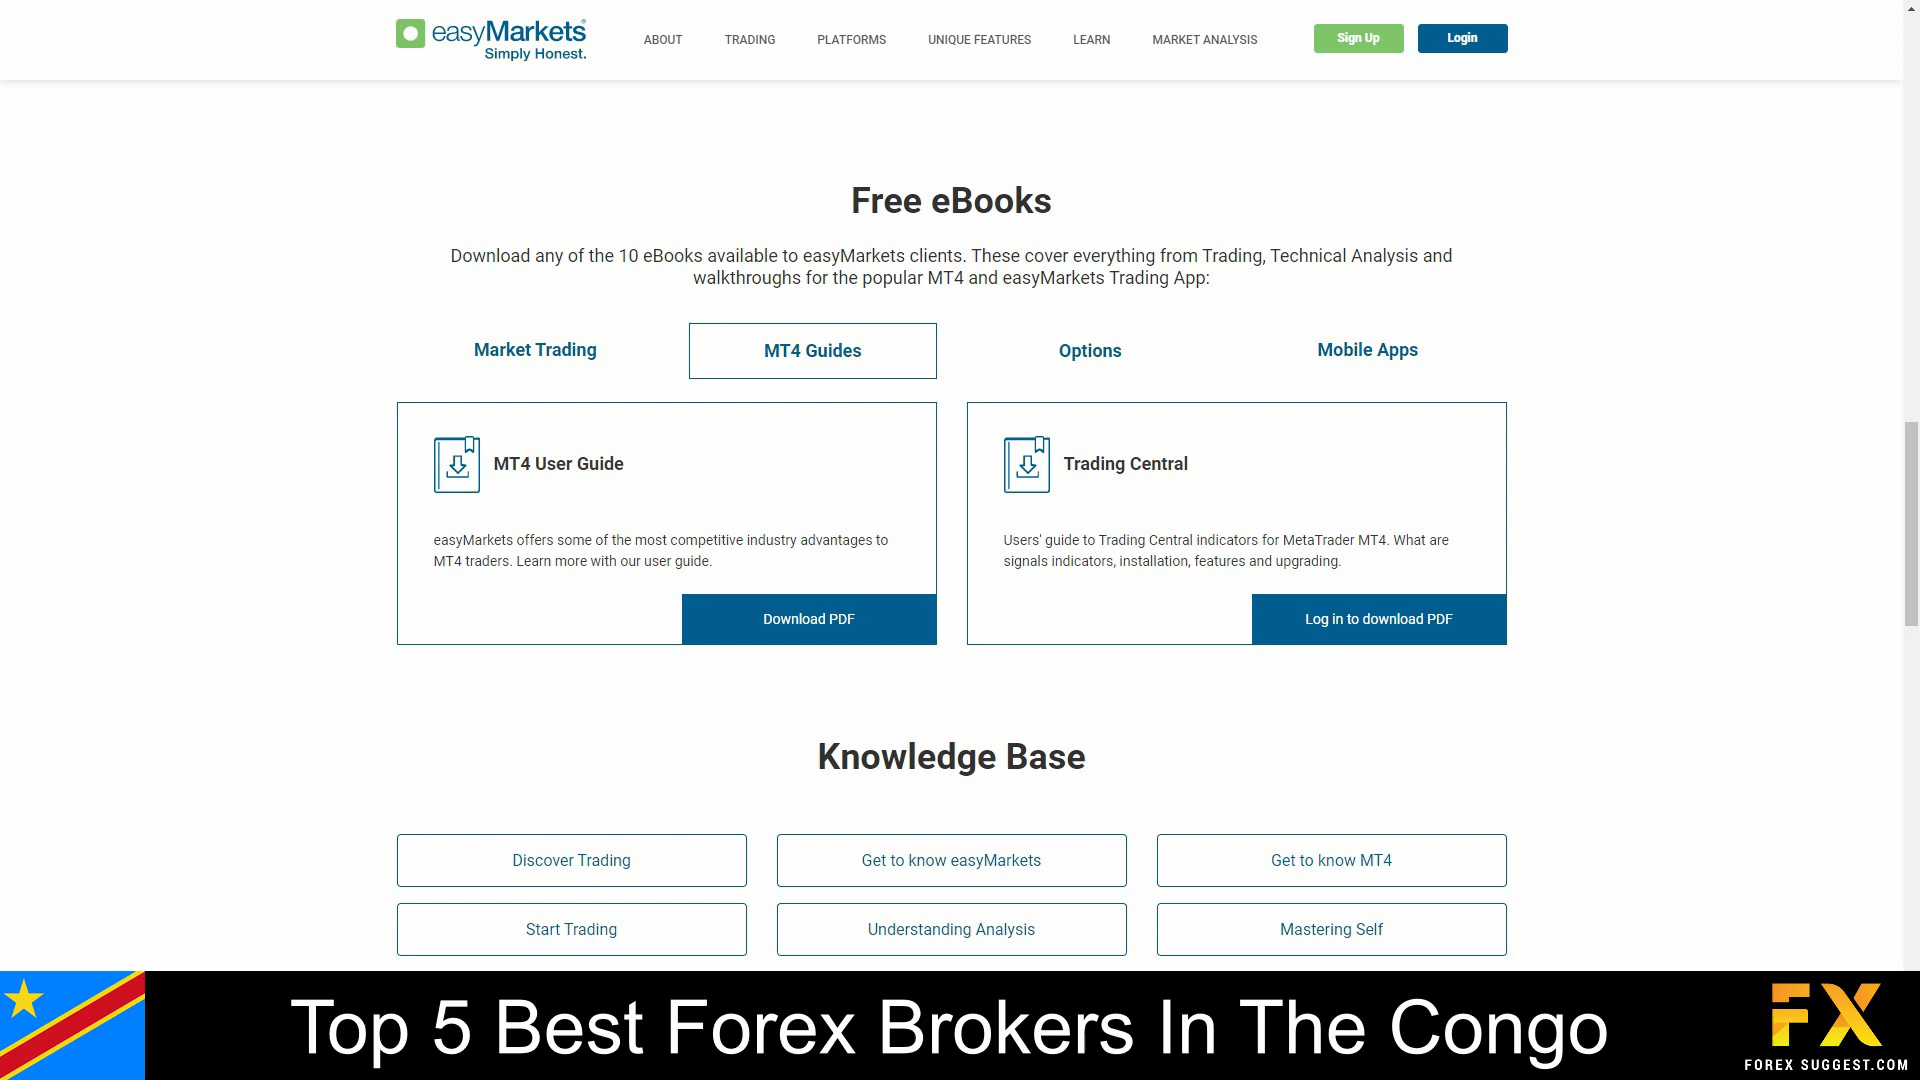 easyMarkets
Simply Honest.
ABOUT
TRADING
PLATFORMS
UNIQUE FEATURES
LEARN
MARKET ANALYSIS
Sign Up
Login
Free eBooks
Download any of the 10 eBooks available to easyMarkets clients. These cover everything from Trading, Technical Analysis and
walkthroughs for the popular MT4 and easyMarkets Trading App:
Market Trading
MT4 Guides
Options
Mobile Apps
MT4 User Guide
easyMarkets offers some of the most competitive industry advantages to
MT4 traders. Learn more with our user guide.
Download PDF
Trading Central
Users' guide to Trading Central indicators for MetaTrader MT4. What are
signals indicators, installation, features and upgrading.
Log in to download PDF
Knowledge Base
Discover Trading
Get to know easyMarkets
Get to know MT4
Start Trading
Understanding Analysis
Mastering Self
Top 5 Best Forex Brokers In The Congo
FX
FOREX SUGGEST.COM